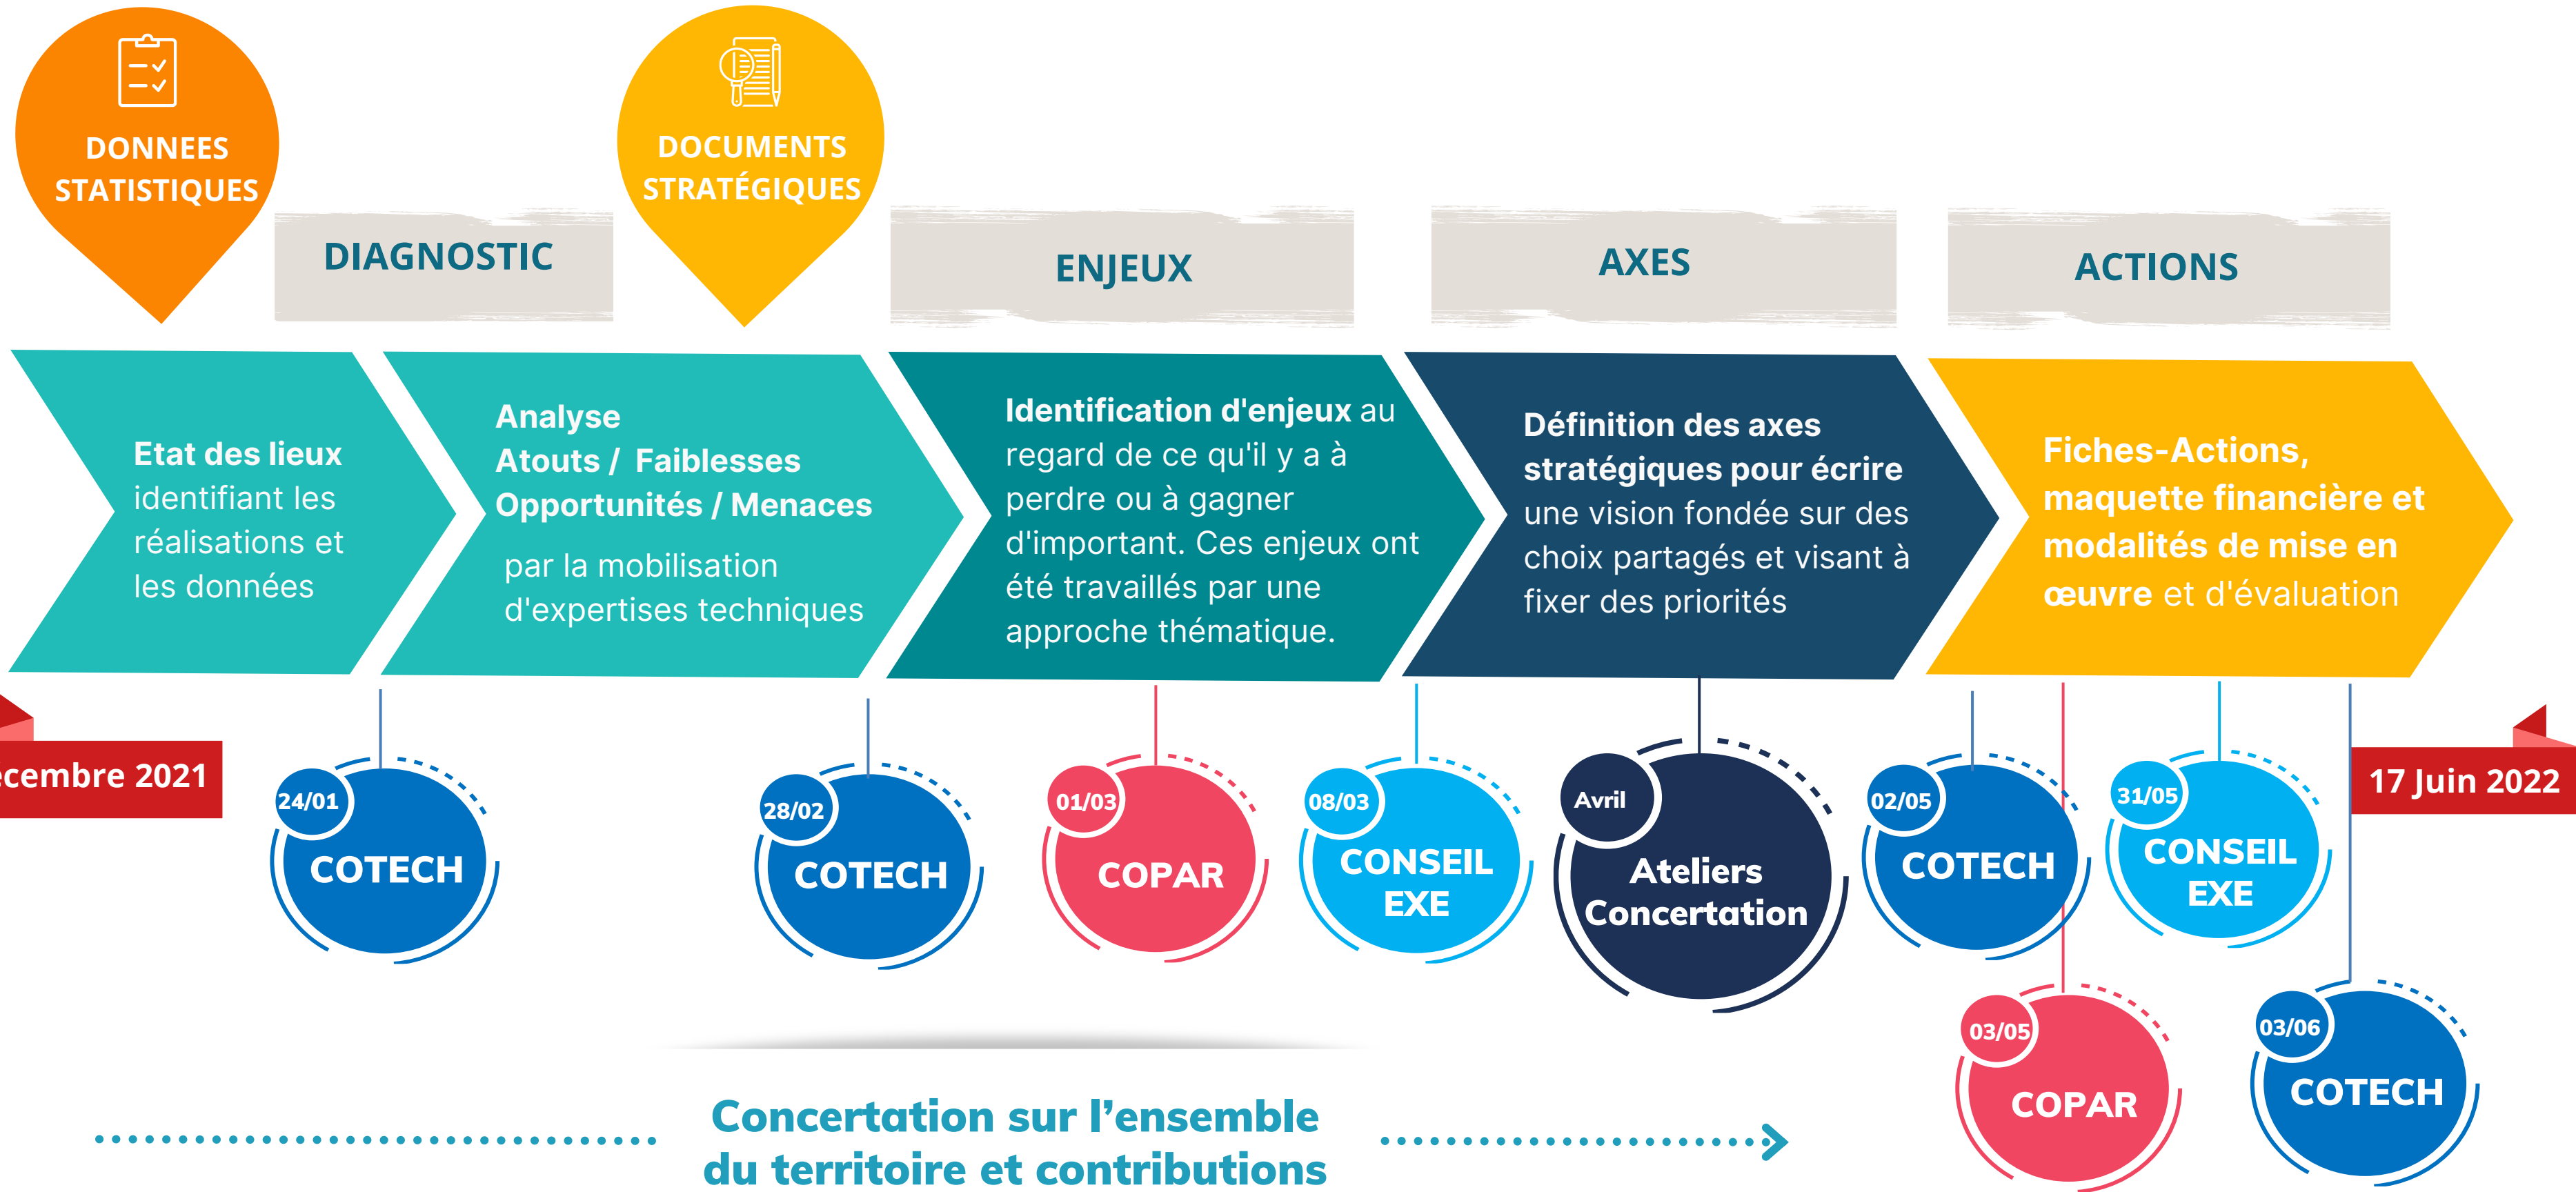 DONNEES
STATISTIQUES
DOCUMENTS
STRATÉGIQUES
DIAGNOSTIC
ENJEUX
AXES
ACTIONS
Etat des lieux
identifiant les
réalisations et
les données
Analyse
Atouts / Faiblesses
Opportunités / Menaces
par la mobilisation
d'expertises techniques
Identification d'enjeux au
regard de ce qu'il y a à
perdre ou à gagner
d'important. Ces enjeux ont
été travaillés par une
approche thématique.
Définition des axes
stratégiques pour écrire
une vision fondée sur des
choix partagés et visant à
fixer des priorités
Fiches-Actions,
maquette financière et
modalités de mise en
œuvre et d'évaluation
2021
24/01
COTECH
28/02
COTECH
01/03
COPAR
08/03
CONSEIL
EXE
Avril
Ateliers
Concertation
02/05
COTECH
31/05
CONSEIL
EXE
17 Juin 2022
03/05
COPAR
03/06
COTECH
Concertation sur l’ensemble
du territoire et contributions